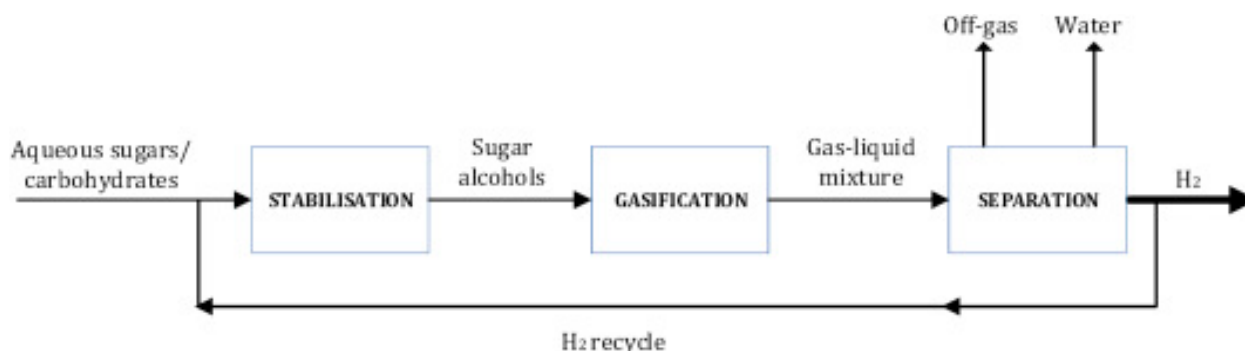 Off-gas
Water
Aqueous sugars/
carbohydrates
STABILISATION
Sugar
alcohols
GASIFICATION
Gas-liquid
mixture
SEPARATION
H₂
H₂ recycle